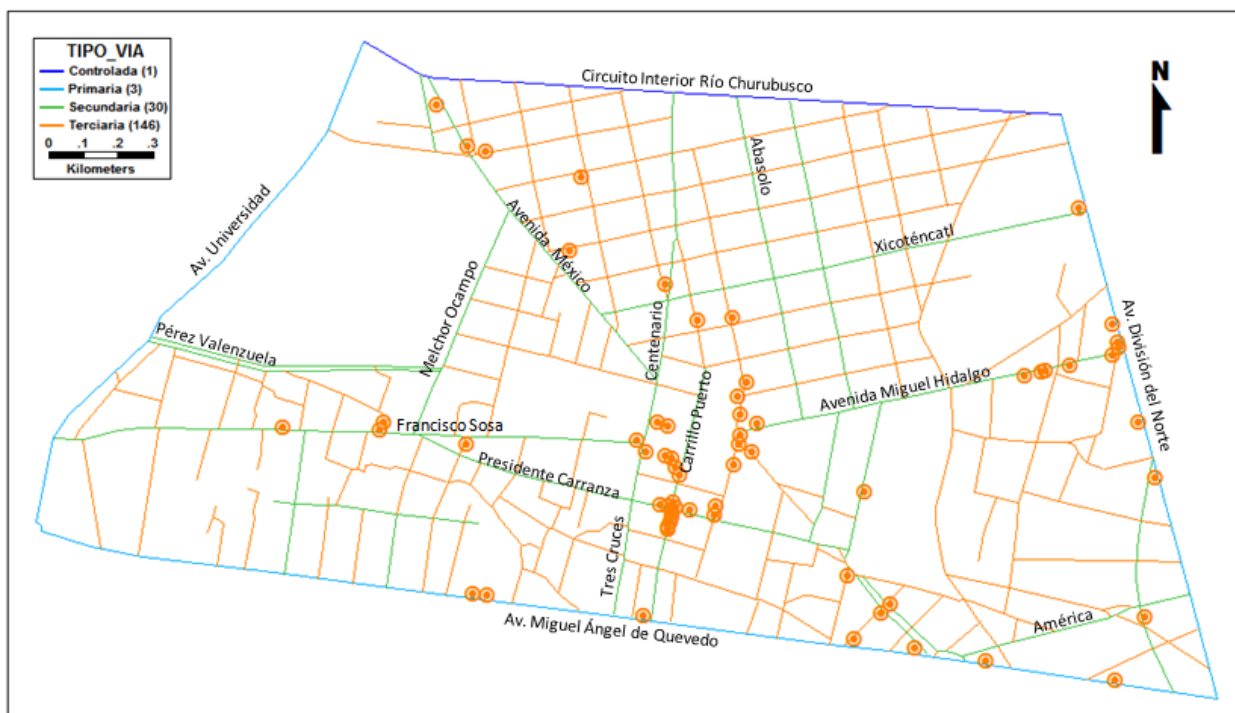 TIPO_VIA
Controlada (1)
Primaria (3)
Secundaria (30)
Terciaria (146)
0 .1 .2 .3
Kilometers
N
Circuito Interior Río Churubusco
Av. Universidad
Abasolo
Avenida México
Xicoténcatl
Melchor Ocampo
Centenario
Pérez Valenzuela
Av. División del Norte
Avenida Miguel Hidalgo
Carrillo Puerto
Francisco Sosa
Presidente Carranza
Tres Cruces
América
Av. Miguel Ángel de Quevedo